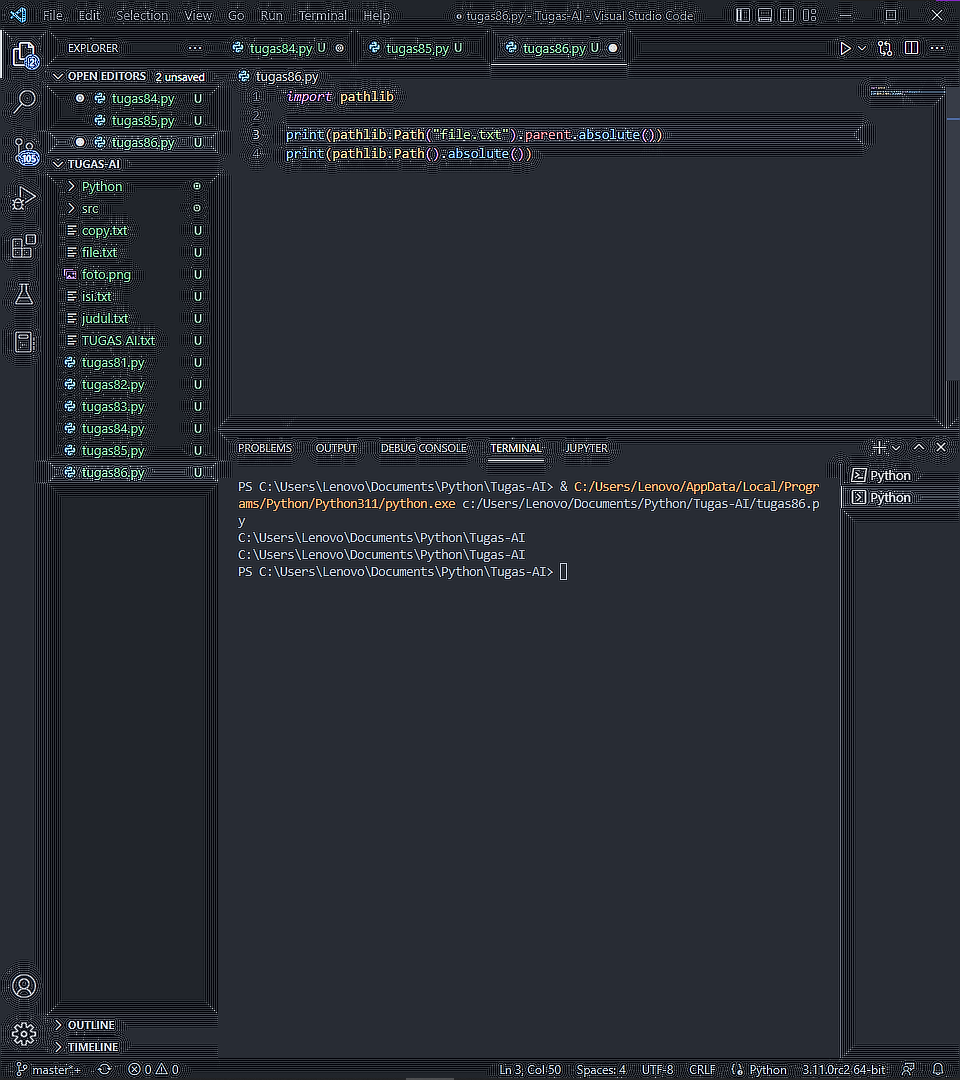 File Edit Selection View Go Run Terminal Help tugas86.py - Tugas-AI - Visual Studio Code
EXPLORER
tugas84.py U tugas85.py U tugas86.py U
OPEN EDITORS 2 unsaved
tugas84.py U
tugas85.py U
tugas86.py U
TUGAS-AI
Python
src
copy.txt U
file.txt U
foto.png U
isi.txt U
judul.txt U
TUGAS AI.txt U
tugas81.py U
tugas82.py U
tugas83.py U
tugas84.py U
tugas85.py U
tugas86.py U
OUTLINE
TIMELINE
2
105
tugas86.py
1 import pathlib
2
3 print(pathlib.Path("file.txt").parent.absolute())
4 print(pathlib.Path().absolute())
PROBLEMS OUTPUT DEBUG CONSOLE TERMINAL JUPYTER
PS C:\Users\Lenovo\Documents\Python\Tugas-AI> & C:/Users/Lenovo/AppData/Local/Progr
ams/Python/Python311/python.exe c:/Users/Lenovo/Documents/Python/Tugas-AI/tugas86.p
y
C:\Users\Lenovo\Documents\Python\Tugas-AI
C:\Users\Lenovo\Documents\Python\Tugas-AI
PS C:\Users\Lenovo\Documents\Python\Tugas-AI>
Python
Python
master*+ 0 0 Ln 3, Col 50 Spaces: 4 UTF-8 CRLF Python 3.11.0rc2 64-bit